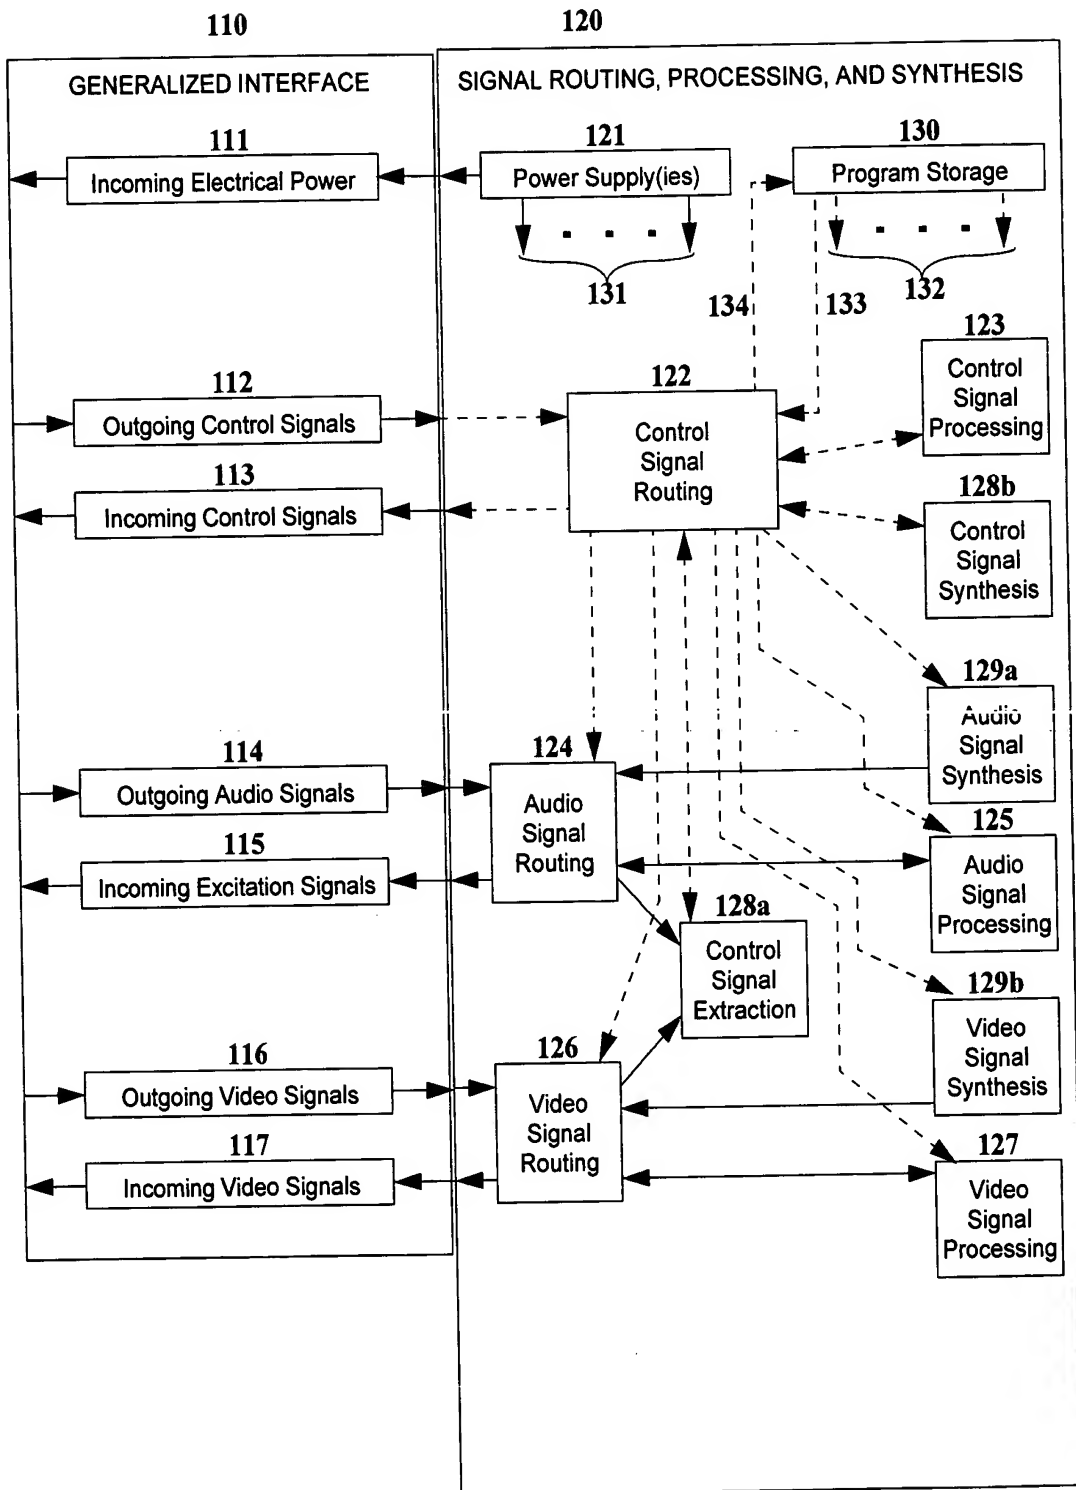 110
120
GENERALIZED INTERFACE
SIGNAL ROUTING, PROCESSING, AND SYNTHESIS
111
Incoming Electrical Power
121
Power Supply(ies)
130
Program Storage
131
132
134
133
123
Control
Signal
Processing
112
Outgoing Control Signals
122
Control
Signal
Routing
113
Incoming Control Signals
128b
Control
Signal
Synthesis
129a
Audio
Signal
Synthesis
114
Outgoing Audio Signals
124
Audio
Signal
Routing
115
Incoming Excitation Signals
125
Audio
Signal
Processing
128a
Control
Signal
Extraction
129b
Video
Signal
Synthesis
116
Outgoing Video Signals
126
Video
Signal
Routing
117
Incoming Video Signals
127
Video
Signal
Processing